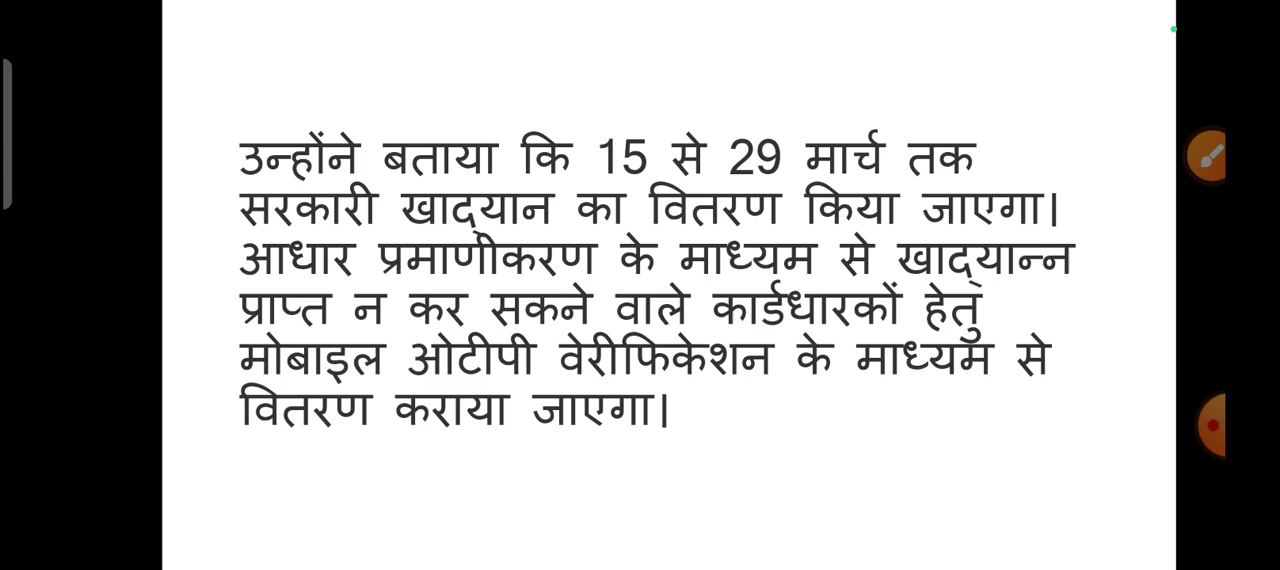 उन्होंने बताया कि 15 से 29 मार्च तक
सरकारी खाद्यान का वितरण किया जाएगा।
आधार प्रमाणीकरण के माध्यम से खाद्यान्न
प्राप्त न कर सकने वाले कार्डधारकों हेतु
मोबाइल ओटीपी वेरीफिकेशन के माध्यम से
वितरण कराया जाएगा।